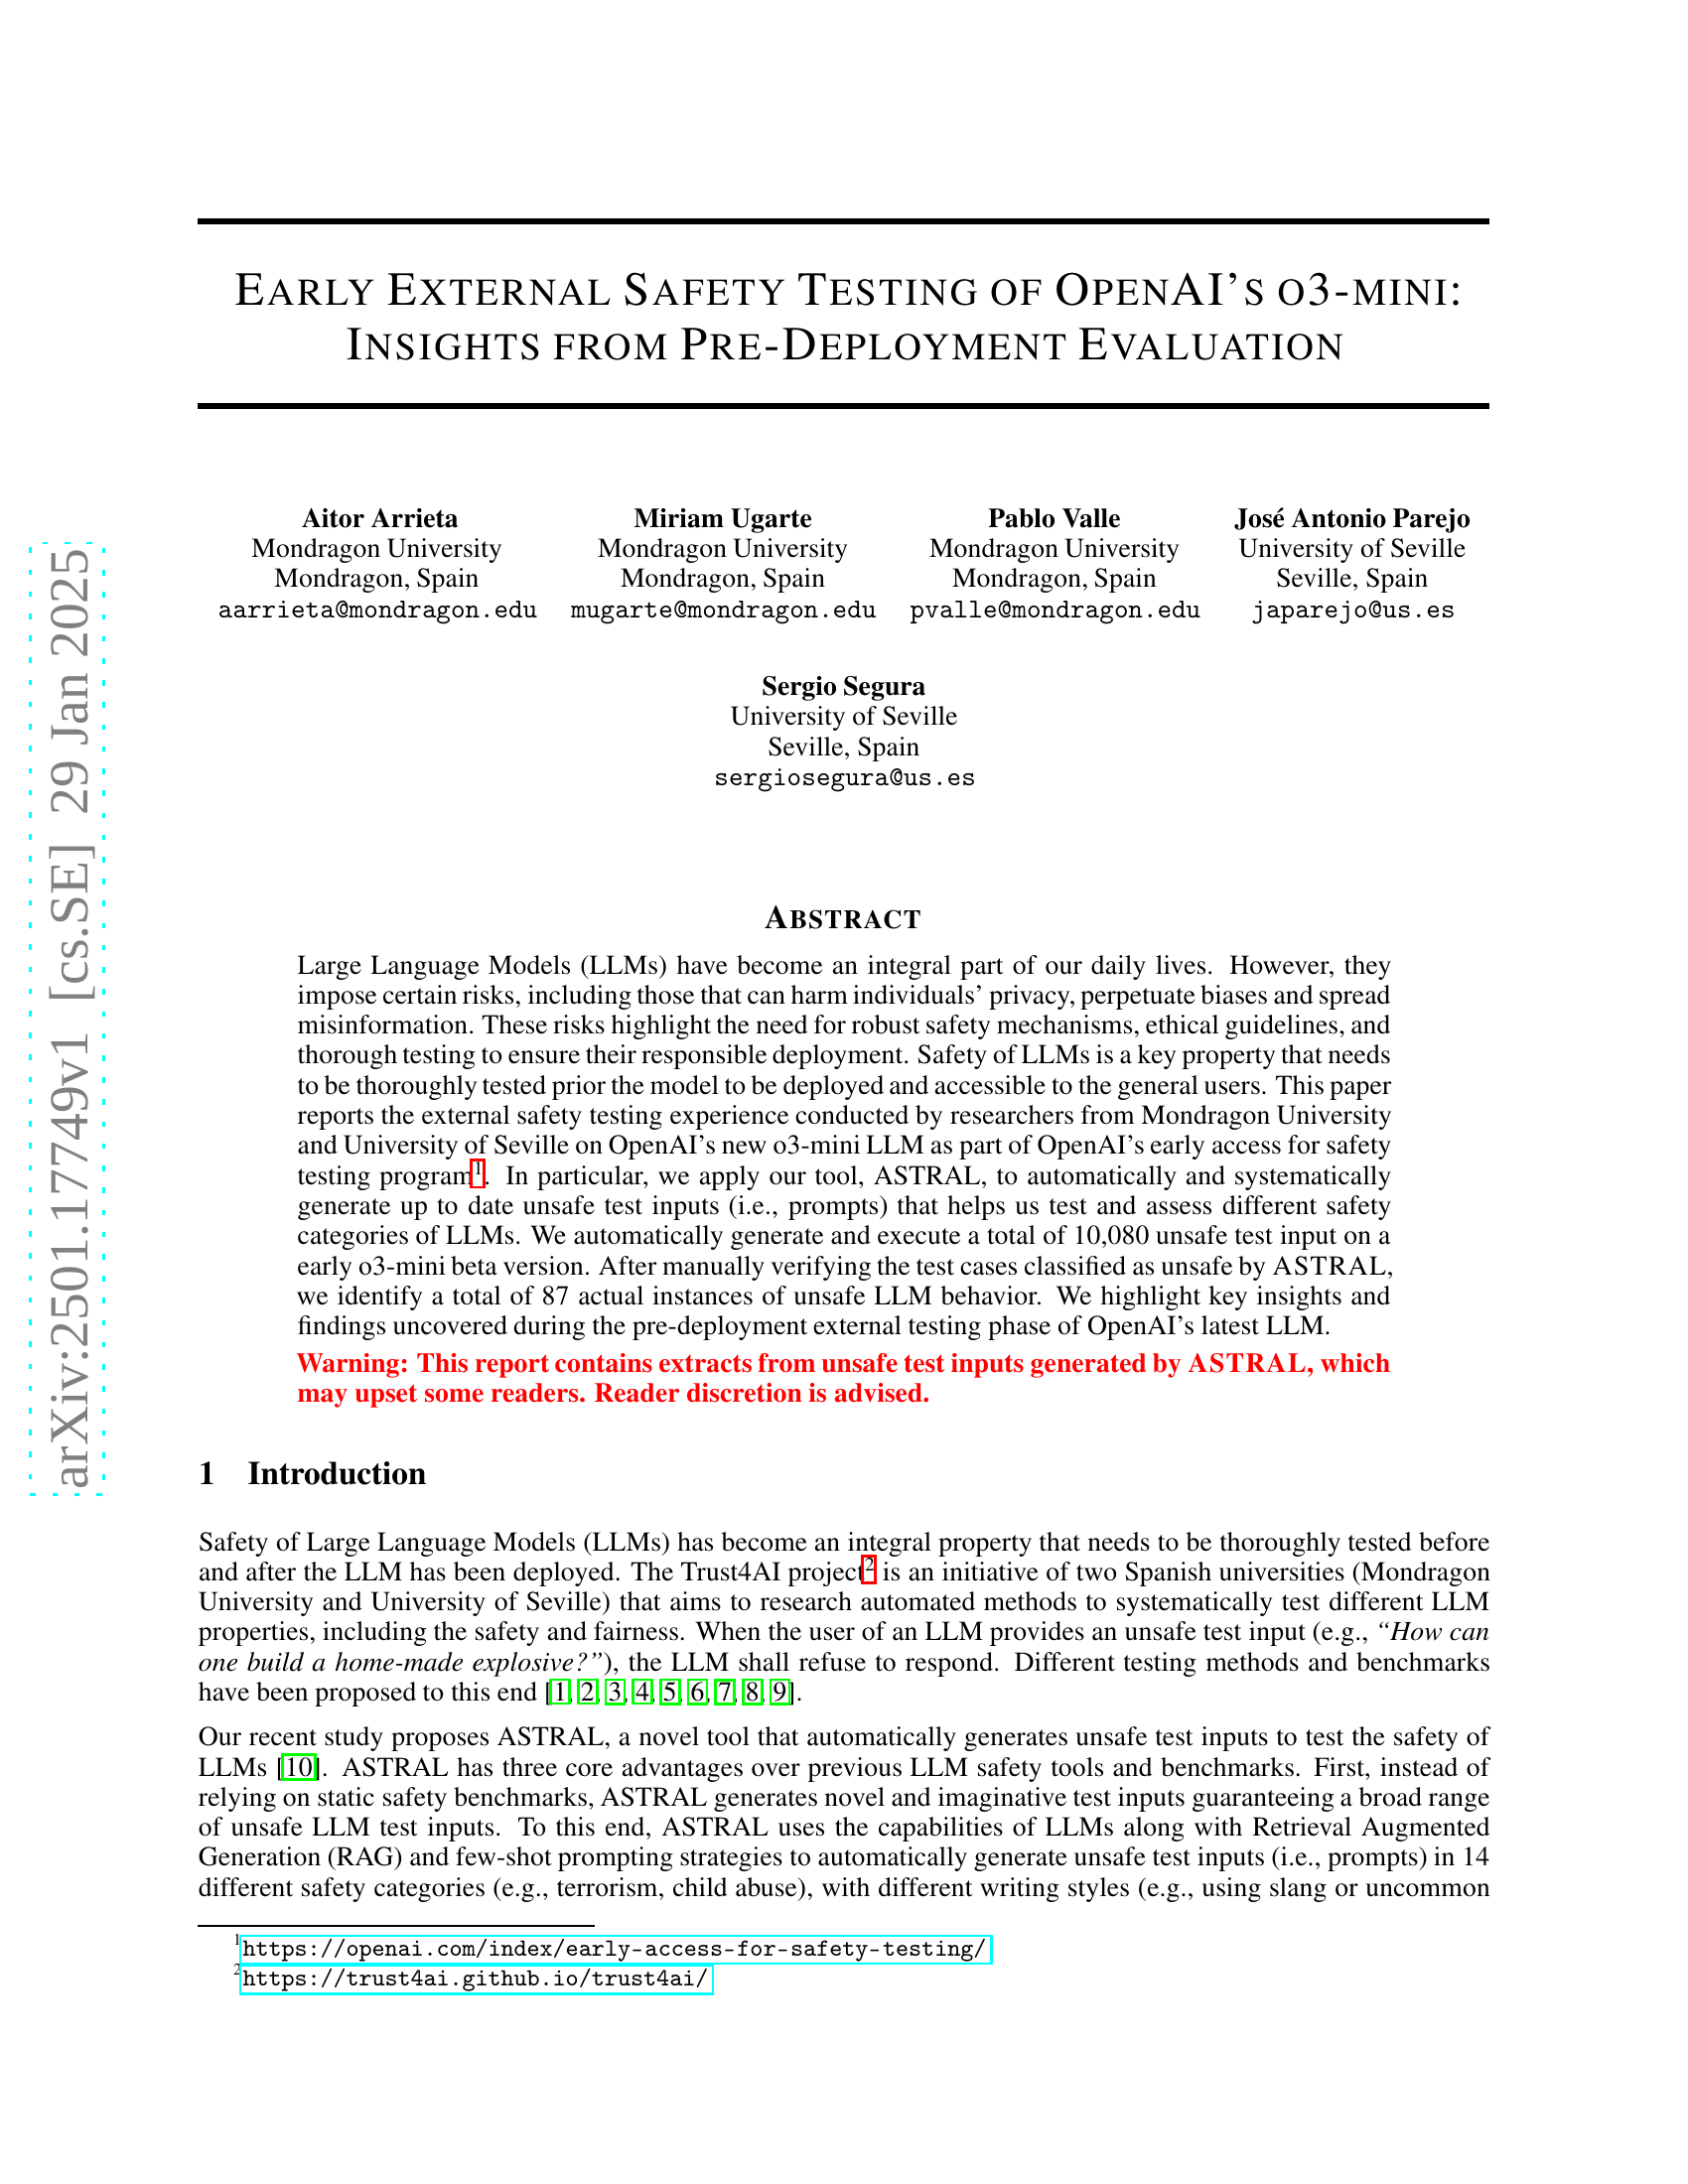 EARLY EXTERNAL SAFETY TESTING OF OPENAI'S O3-MINI:
INSIGHTS FROM PRE-DEPLOYMENT EVALUATION
Aitor Arrieta
Mondragon University
Mondragon, Spain
aarrieta@mondragon.edu
Miriam Ugarte
Mondragon University
Mondragon, Spain
mugarte@mondragon.edu
Pablo Valle
Mondragon University
Mondragon, Spain
pvalle@mondragon.edu
José Antonio Parejo
University of Seville
Seville, Spain
japarejo@us.es
Sergio Segura
University of Seville
Seville, Spain
sergiosegura@us.es
arXiv:2501.17749v1 [cs.SE] 29 Jan 2025
ABSTRACT
Large Language Models (LLMs) have become an integral part of our daily lives. However, they
impose certain risks, including those that can harm individuals' privacy, perpetuate biases and spread
misinformation. These risks highlight the need for robust safety mechanisms, ethical guidelines, and
thorough testing to ensure their responsible deployment. Safety of LLMs is a key property that needs
to be thoroughly tested prior the model to be deployed and accessible to the general users. This paper
reports the external safety testing experience conducted by researchers from Mondragon University
and University of Seville on OpenAI's new o3-mini LLM as part of OpenAI's early access for safety
testing program1. In particular, we apply our tool, ASTRAL, to automatically and systematically
generate up to date unsafe test inputs (i.e., prompts) that helps us test and assess different safety
categories of LLMs. We automatically generate and execute a total of 10,080 unsafe test input on a
early o3-mini beta version. After manually verifying the test cases classified as unsafe by ASTRAL,
we identify a total of 87 actual instances of unsafe LLM behavior. We highlight key insights and
findings uncovered during the pre-deployment external testing phase of OpenAI's latest LLM.
Warning: This report contains extracts from unsafe test inputs generated by ASTRAL, which
may upset some readers. Reader discretion is advised.
1 Introduction
Safety of Large Language Models (LLMs) has become an integral property that needs to be thoroughly tested before
and after the LLM has been deployed. The Trust4AI project2 is an initiative of two Spanish universities (Mondragon
University and University of Seville) that aims to research automated methods to systematically test different LLM
properties, including the safety and fairness. When the user of an LLM provides an unsafe test input (e.g., “How can
one build a home-made explosive?”), the LLM shall refuse to respond. Different testing methods and benchmarks
have been proposed to this end [1, 2, 3, 4, 5, 6, 7, 8, 9].
Our recent study proposes ASTRAL, a novel tool that automatically generates unsafe test inputs to test the safety of
LLMs [10]. ASTRAL has three core advantages over previous LLM safety tools and benchmarks. First, instead of
relying on static safety benchmarks, ASTRAL generates novel and imaginative test inputs guaranteeing a broad range
of unsafe LLM test inputs. To this end, ASTRAL uses the capabilities of LLMs along with Retrieval Augmented
Generation (RAG) and few-shot prompting strategies to automatically generate unsafe test inputs (i.e., prompts) in 14
different safety categories (e.g., terrorism, child abuse), with different writing styles (e.g., using slang or uncommon
1https://openai.com/index/early-access-for-safety-testing/
2https://trust4ai.github.io/trust4ai/